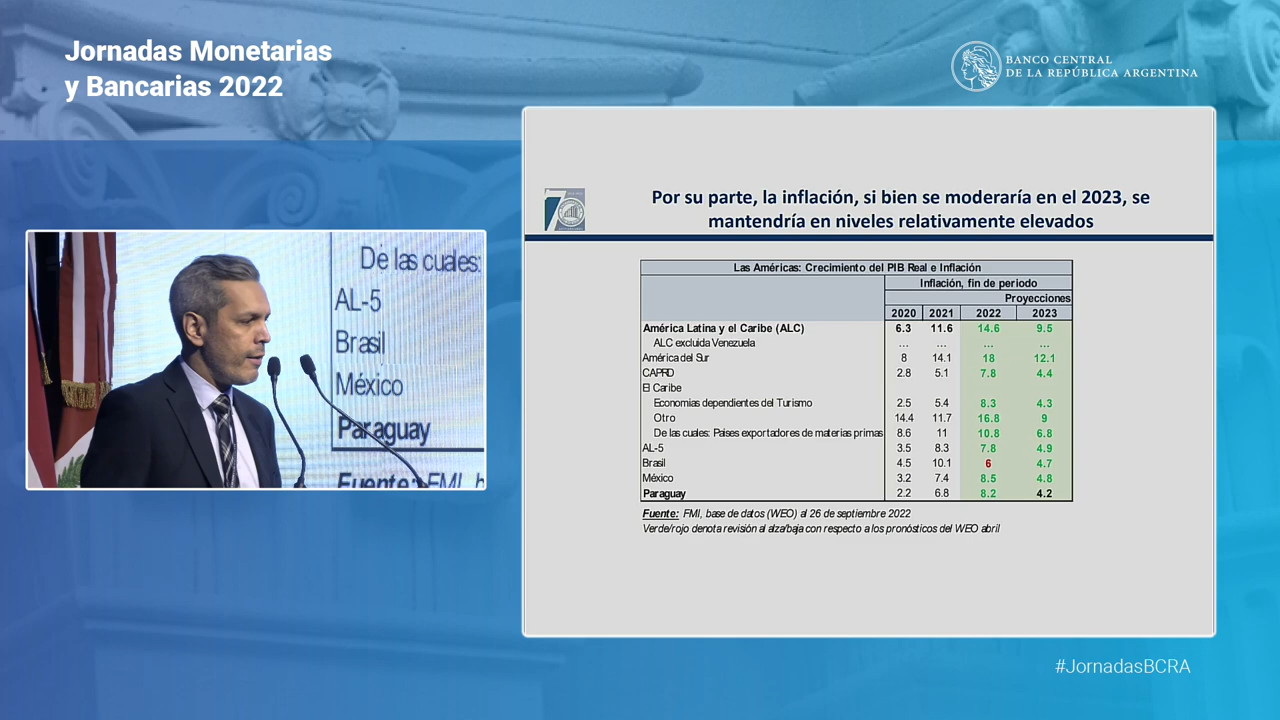 Jornadas Monetarias
y Bancarias 2022
BANCO CENTRAL
DE LA REPÚBLICA ARGENTINA
Por su parte, la inflación, si bien se moderaría en el 2023, se
mantendría en niveles relativamente elevados
Las Américas: Crecimiento del PIB Real e Inflación
Inflación, fin de periodo
Proyecciones
2020 2021 2022 2023
América Latina y el Caribe (ALC) 6.3 11.6 14.6 9.5
ALC excluida Venezuela ... ... ... ...
América del Sur 8 14.1 18 12.1
CAPRD 2.8 5.1 7.8 4.4
El Caribe
Economias dependientes del Turismo 2.5 5.4 8.3 4.3
Otro 14.4 11.7 16.8 9
De las cuales: Países exportadores de materias primas 8.6 11 10.8 6.8
AL-5 3.5 8.3 7.8 4.9
Brasil 4.5 10.1 6 4.7
México 3.2 7.4 8.5 4.8
Paraguay 2.2 6.8 8.2 4.2
Fuente: FMI, base de datos (WEO) al 26 de septiembre 2022
Verde/rojo denota revisión al alza/baja con respecto a los pronósticos del WEO abril
De las cuales:
AL-5
Brasil
México
Paraguay
Fuente: FMI, b
#JornadasBCRA